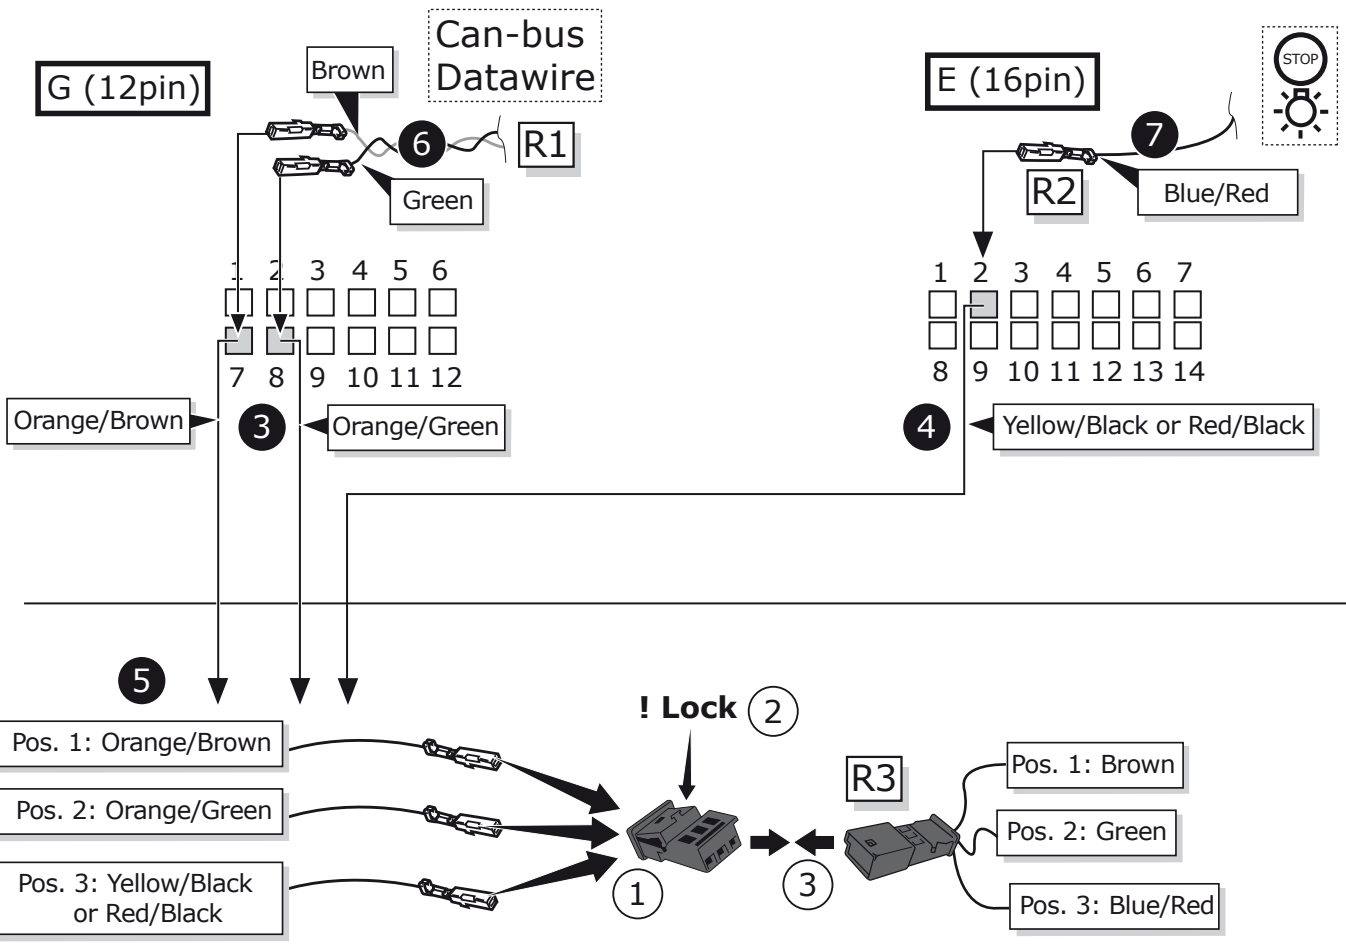 Can-bus
Datawire
G (12pin)
Brown
6
R1
Green
1 2 3 4 5 6
7 8 9 10 11 12
Orange/Brown
3
Orange/Green
E (16pin)
STOP
7
R2
Blue/Red
1 2 3 4 5 6 7
8 9 10 11 12 13 14
4
Yellow/Black or Red/Black
5
Pos. 1: Orange/Brown
Pos. 2: Orange/Green
Pos. 3: Yellow/Black
or Red/Black
! Lock 2
1
3
R3
Pos. 1: Brown
Pos. 2: Green
Pos. 3: Blue/Red